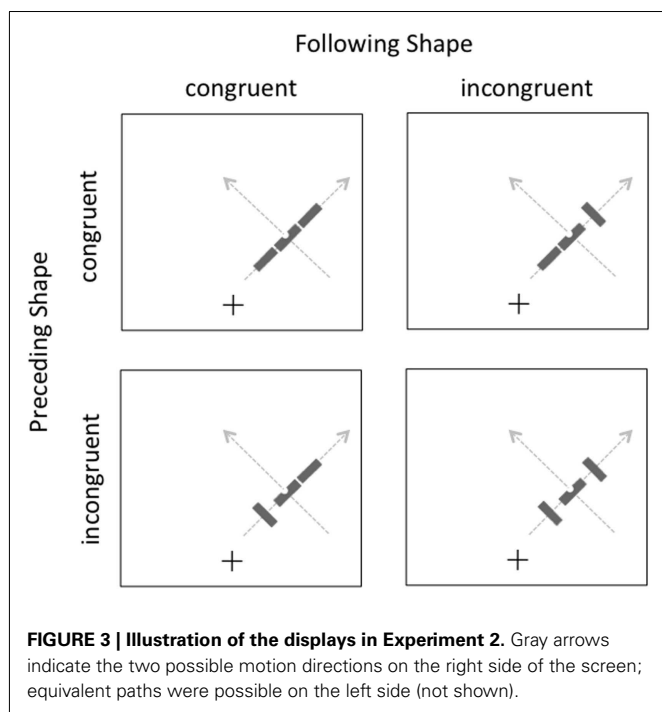 Following Shape
congruent
incongruent
Preceding Shape
congruent
incongruent
FIGURE 3 | Illustration of the displays in Experiment 2. Gray arrows
indicate the two possible motion directions on the right side of the screen;
equivalent paths were possible on the left side (not shown).